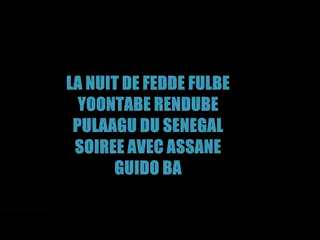 LA NUIT DE FEDDE FULBE
YOONTABE RENDUBE
PULAAGU DU SENEGAL
SOIREE AVEC ASSANE
GUIDO BA